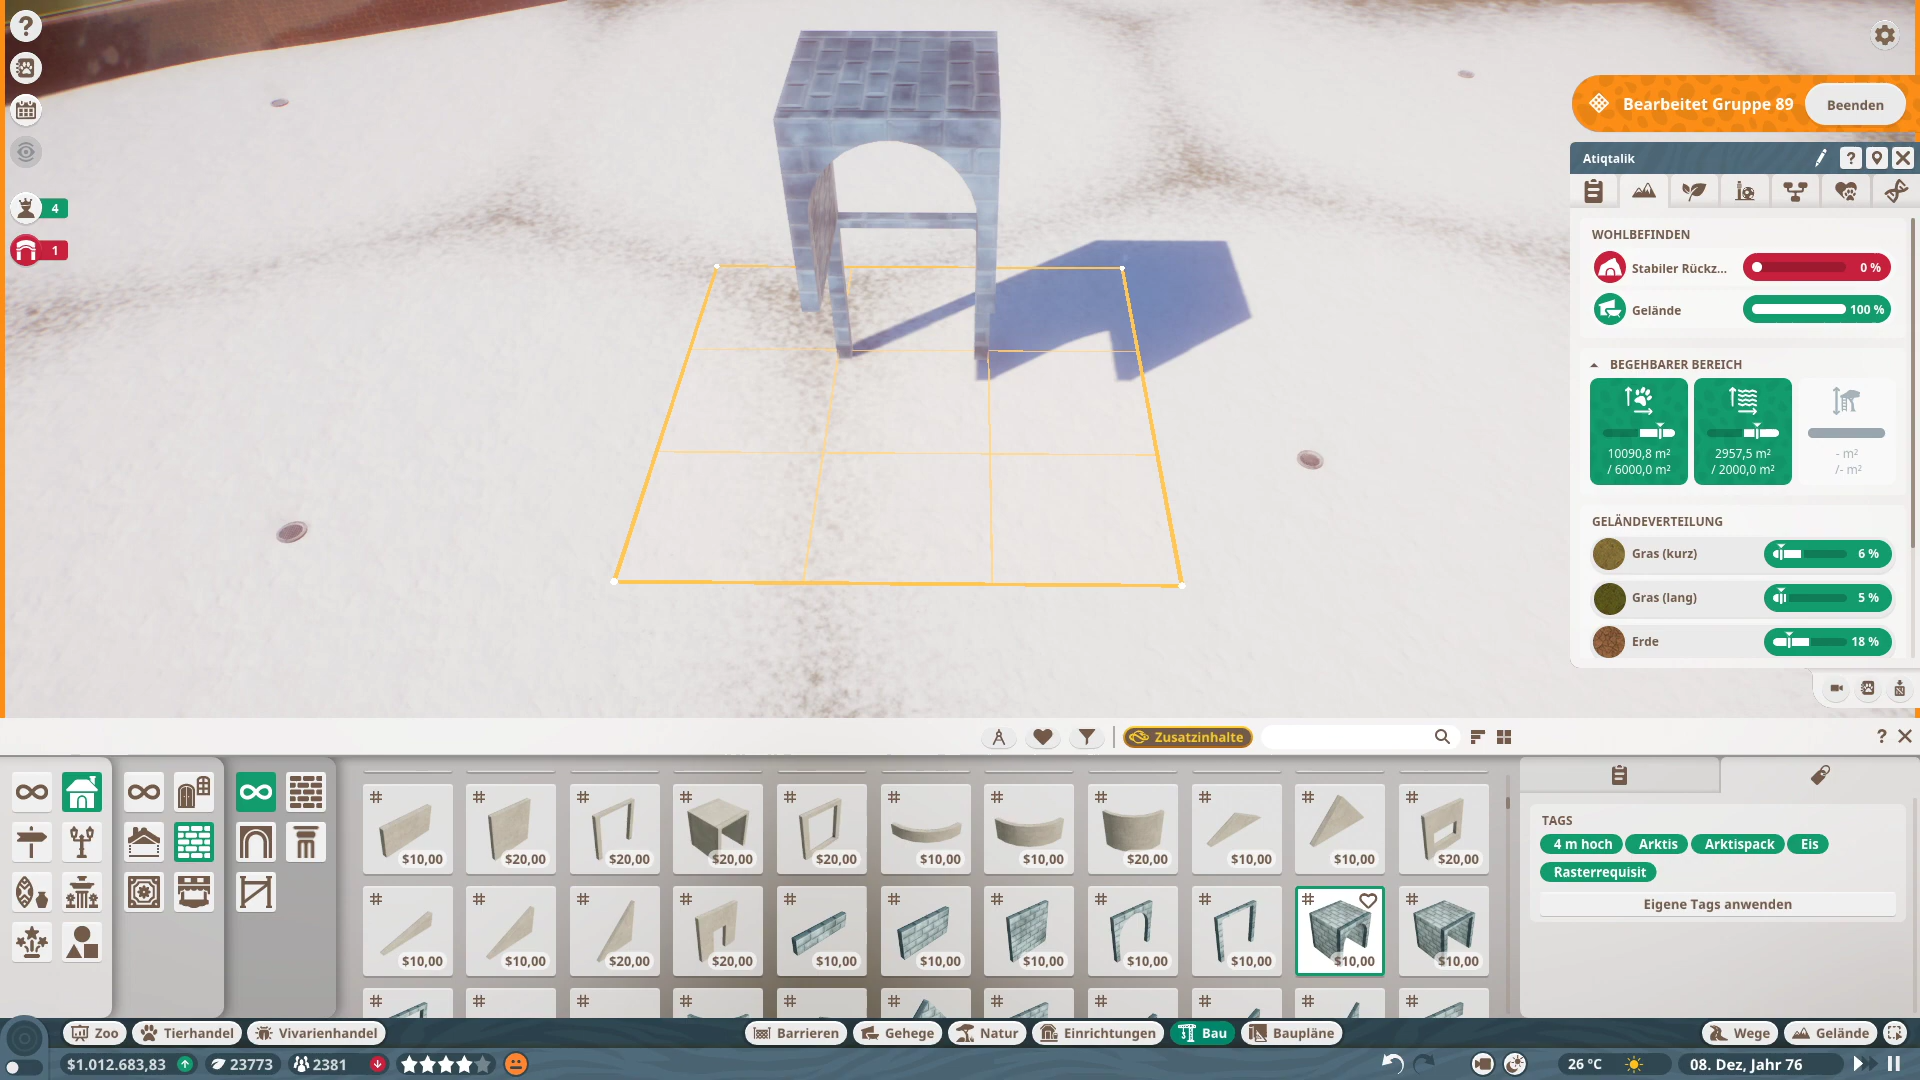 4
1
Bearbeitet Gruppe 89
Beenden
Atiqtalik
WOHLBEFINDEN
Stabiler Rückz...
0 %
Gelände
100 %
BEGEHBARER BEREICH
10090,8 m²
/ 6000,0 m²
2957,5 m²
/ 2000,0 m²
- m²
/- m²
GELÄNDEVERTEILUNG
Gras (kurz)
6 %
Gras (lang)
5 %
Erde
18 %
Zusatzinhalte
$10,00
$20,00
$20,00
$20,00
$20,00
$10,00
$10,00
$20,00
$10,00
$10,00
$20,00
$10,00
$10,00
$20,00
$20,00
$10,00
$10,00
$10,00
$10,00
$10,00
$10,00
$10,00
TAGS
4 m hoch
Arktis
Arktispack
Eis
Rasterrequisit
Eigene Tags anwenden
Zoo
Tierhandel
Vivarienhandel
Barrieren
Gehege
Natur
Einrichtungen
Bau
Baupläne
Wege
Gelände
$1.012.683,83
23773
2381
26 °C
08. Dez, Jahr 76